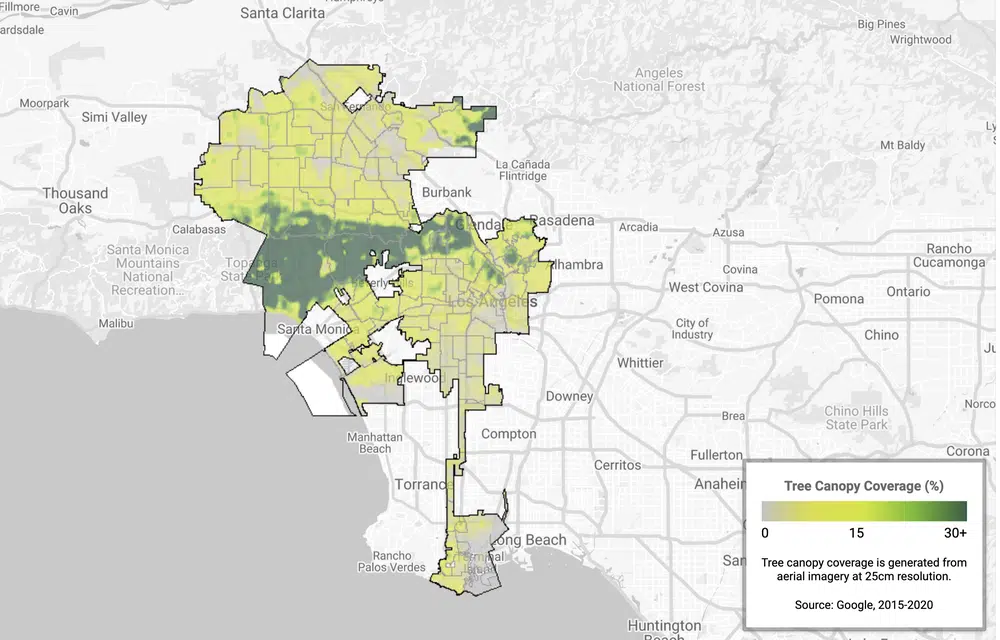 Fillmore
Cavin
ardsdale
Santa Clarita
Humphreys
Big Pines
Wrightwood
Angeles
National Forest
Moorpark
Simi Valley
San Fernando
Mt Baldy
La Cañada
Flintridge
Thousand
Oaks
Burbank
Calabasas
Glendale
Pasadena
Arcadia
Azusa
Santa Monica
Mountains
National
Recreation...
Topanga
State Park
Alhambra
Covina
Rancho
Cucamonga
Beverly Hills
West Covina
Ontario
Pomona
Los Angeles
Malibu
Santa Monica
City of
Industry
Chino
Whittier
Inglewood
Downey
Norco
Chino Hills
State Park
Brea
Manhattan
Beach
Compton
Fullerton
Corona
Cerritos
Torrance
Anaheim
Long Beach
Rancho
Palos Verdes
Terminal
Island
Huntington
Beach
Tree Canopy Coverage (%)
0 15 30+
Tree canopy coverage is generated from
aerial imagery at 25cm resolution.
Source: Google, 2015-2020